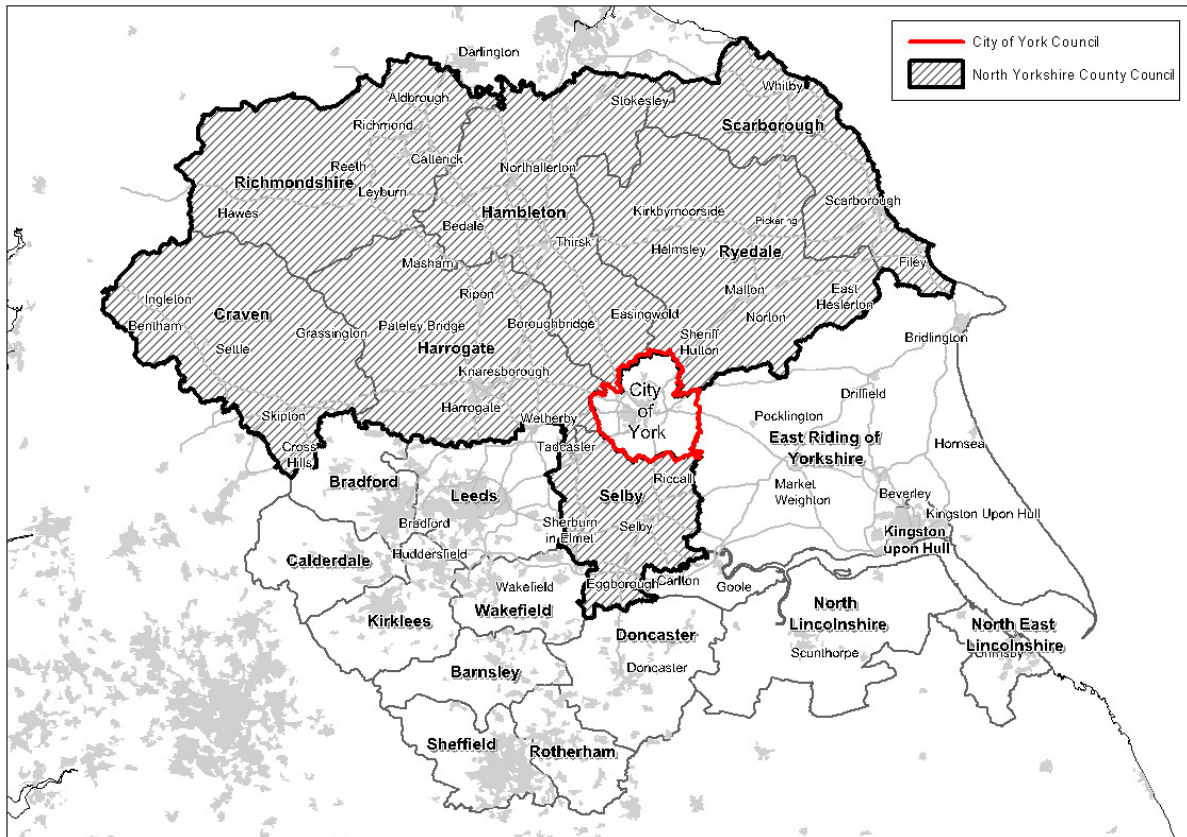 City of York Council
North Yorkshire County Council
Darlington
Aldbrough
Whitby
Stokesley
Richmond
Scarborough
Catterick
Northallerton
Reeth
Richmondshire
Leyburn
Hawes
Hambleton
Kirkbymoorside
Scarborough
Bedale
Pickering
Thirsk
Helmsley
Ryedale
Masham
Filey
Ripon
Malton
East
Heslerton
Ingleton
Craven
Bentham
Grassington
Pateley Bridge
Boroughbridge
Easingwold
Norton
Settle
Harrogate
Sheriff
Hutton
Bridlington
Knaresborough
City
of
York
Driffield
Skipton
Harrogate
Wetherby
Pocklington
Cross
Hills
Tadcaster
East Riding of
Yorkshire
Hornsea
Bradford
Leeds
Selby
Riccall
Market
Weighton
Beverley
Bradford
Sherburn
in Elmet
Selby
Kingston Upon Hull
Kingston
upon Hull
Calderdale
Huddersfield
Wakefield
Eggborough
Carlton
Goole
Kirklees
Wakefield
Doncaster
North
Lincolnshire
North East
Lincolnshire
Barnsley
Doncaster
Scunthorpe
Sheffield
Rotherham